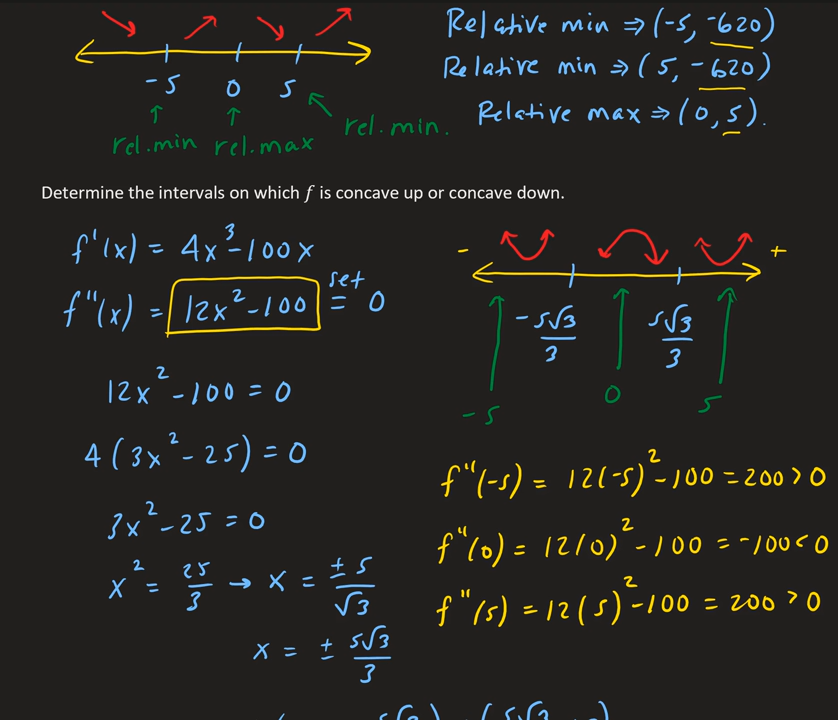 Relative min ⇒ (-5, -620)
-5 0 5
Relative min ⇒ (5, -620)
rel.min rel.max rel.min.
Relative max ⇒ (0, 5).
Determine the intervals on which f is concave up or concave down.
f'(x) = 4x³-100x
f"(x) = 12x²-100 set = 0
12x²-100 = 0
4(3x²-25) = 0
3x²-25 = 0
x² = 25/3 → x = ±5/√3
x = ± 5√3/3
- +
-5√3/3 5√3/3
-5 0 5
f"(-5) = 12(-5)²-100 = 200 > 0
f"(0) = 12(0)²-100 = -100 < 0
f"(5) = 12(5)²-100 = 200 > 0